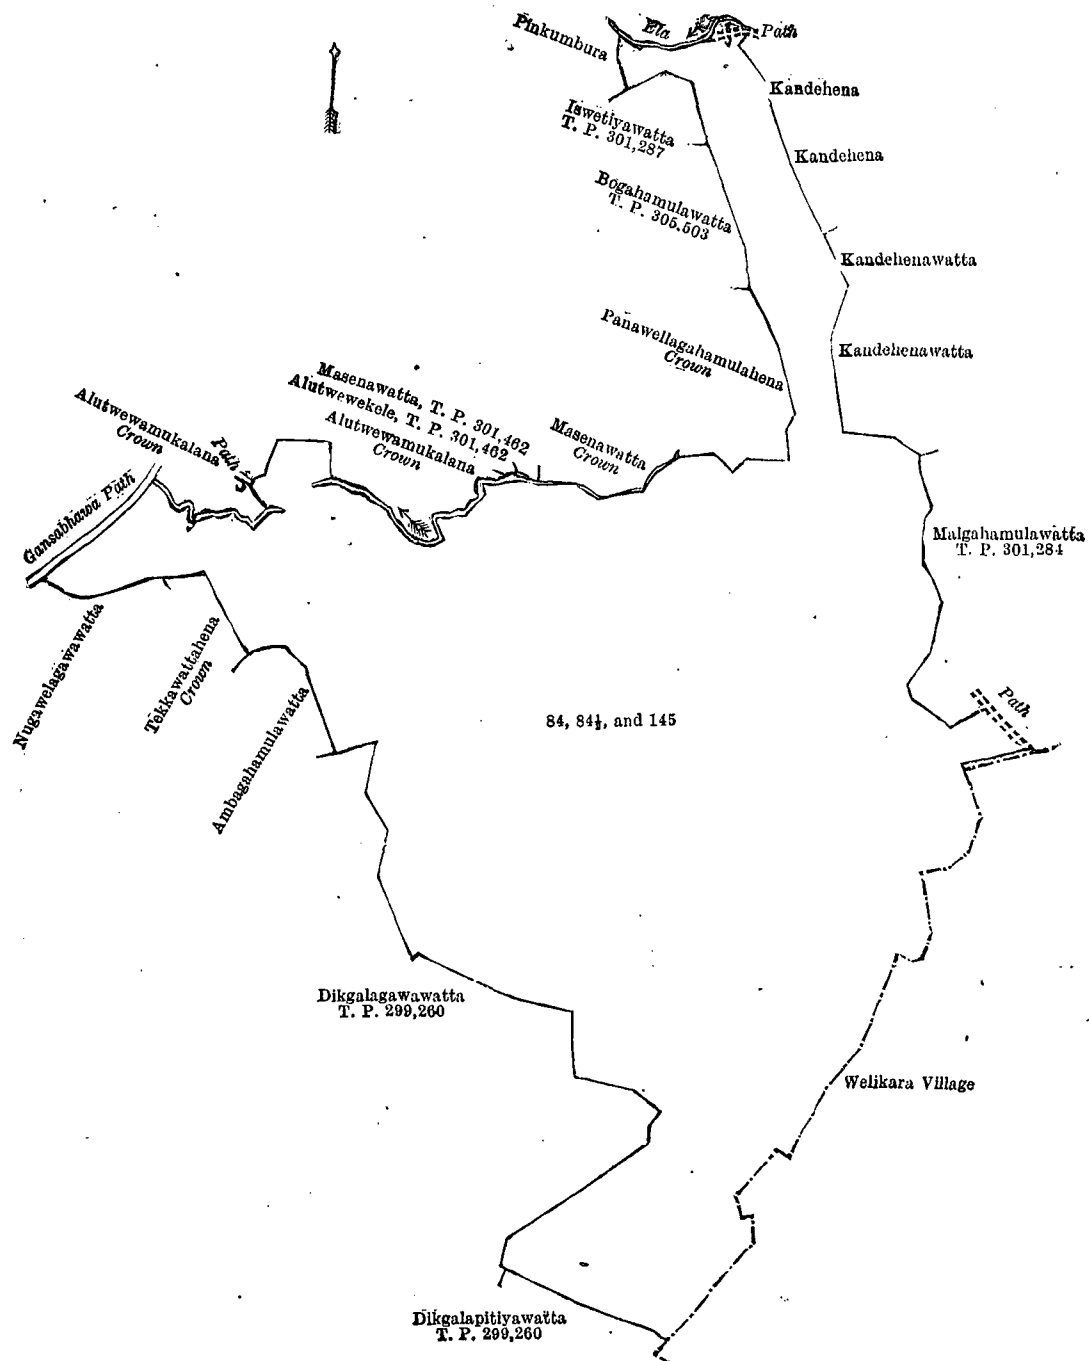 Pinkumbura
Ela
Path
Kandehena
Iswetiyawatta
T. P. 301,287
Kandehena
Bogahamulawatta
T. P. 305,503
Kandehenawatta
Panawellagahamulahena
Crown
Kandehenawatta
Masenawatta, T. P. 301,462
Alutwewekele, T. P. 301,462
Alutwewamukalana
Crown
Alutwewamukalana
Crown
Path
Masenawatta
Crown
Gansabhawa Path
Malgahamulawatta
T. P. 301,284
Nugawelagawawatta
Tekkawattahena
Crown
Ambagahamulawatta
84, 84½, and 145
Path
Dikgalagawawatta
T. P. 299,260
Welikara Village
Dikgalapitiyawatta
T. P. 299,260